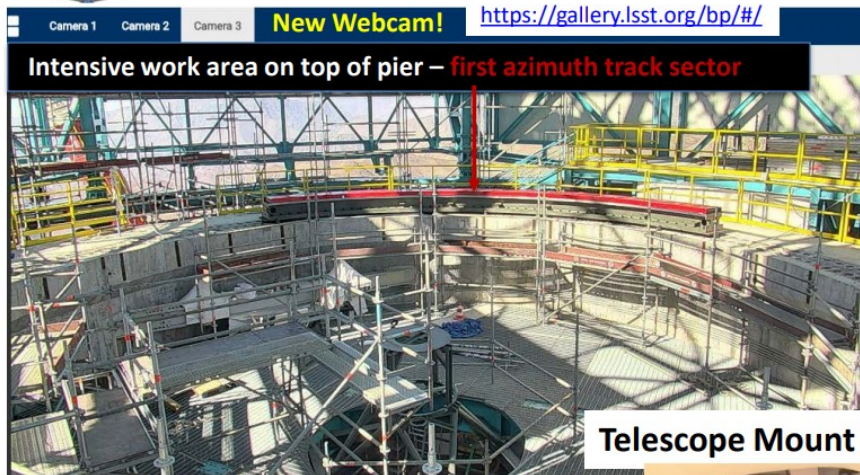 Camera 1 Camera 2 Camera 3 New Webcam! https://gallery.lsst.org/bp/#/
Intensive work area on top of pier – first azimuth track sector
Telescope Mount